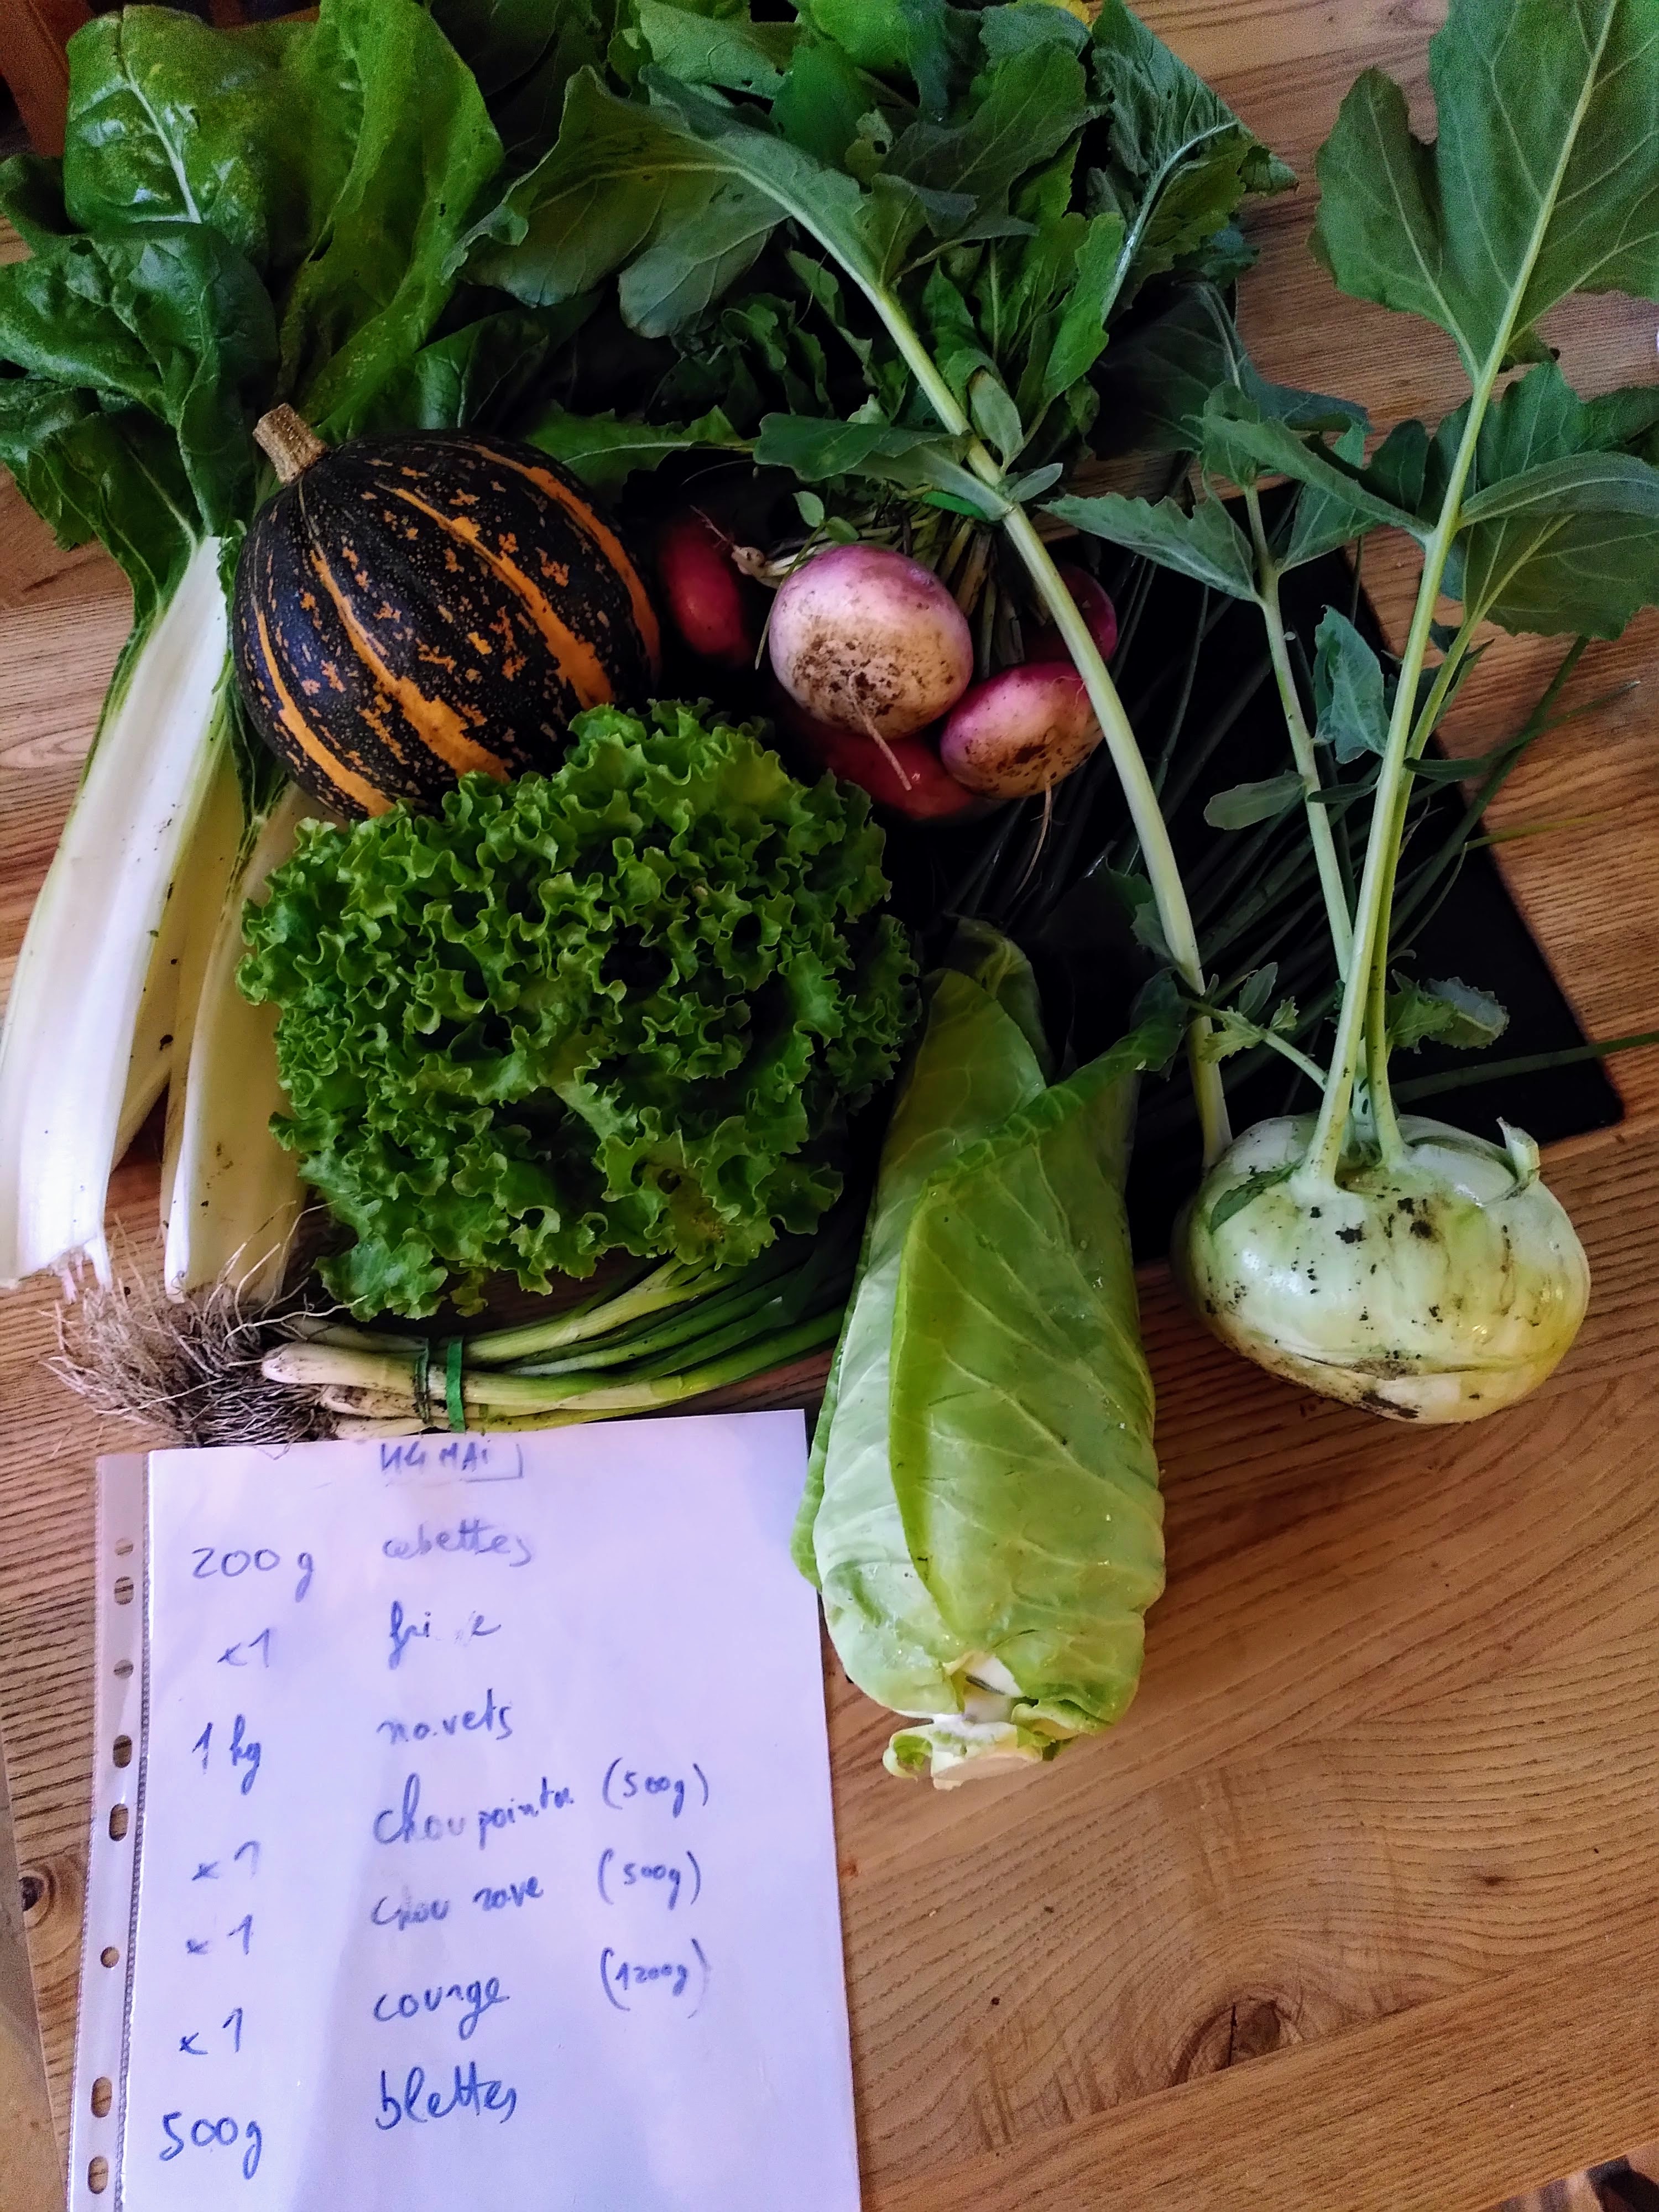 14 MAi
200g cebettes
x1 frisée
1 kg navets
x1 chou pointu (500g)
x1 chou rave (500g)
x1 courge (1200g)
500g blettes